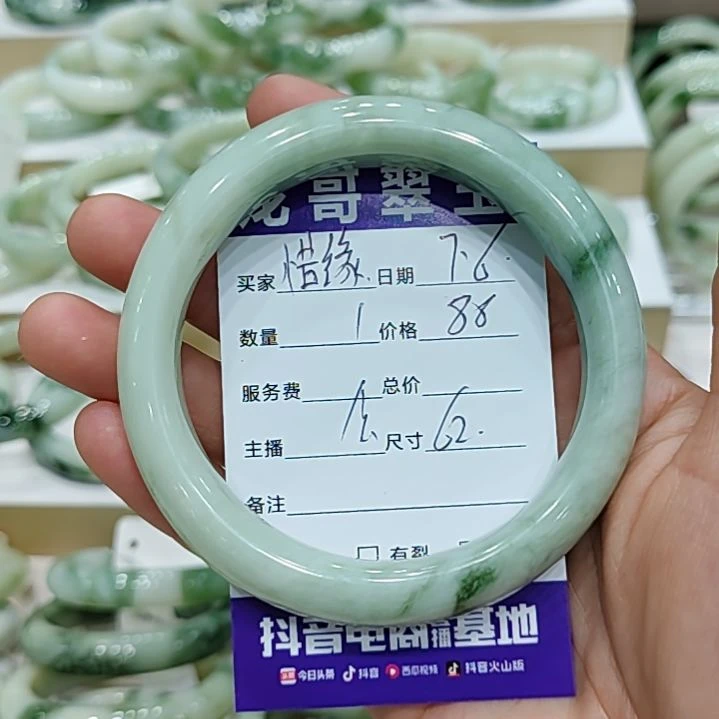 龙哥翠玉
买家 惜缘 日期 7.6.
数量 1 价格 88
服务费 总价
主播 尺寸 62.
备注
□ 有裂
抖音电商直播基地
今日头条 抖音 西瓜视频 抖音火山版